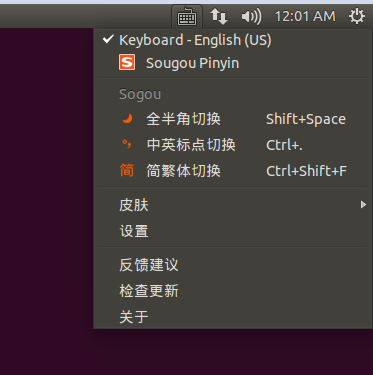 12:01 AM
Keyboard - English (US)
S Sougou Pinyin
Sogou
全半角切换 Shift+Space
中英标点切换 Ctrl+.
简 简繁体切换 Ctrl+Shift+F
皮肤
设置
反馈建议
检查更新
关于